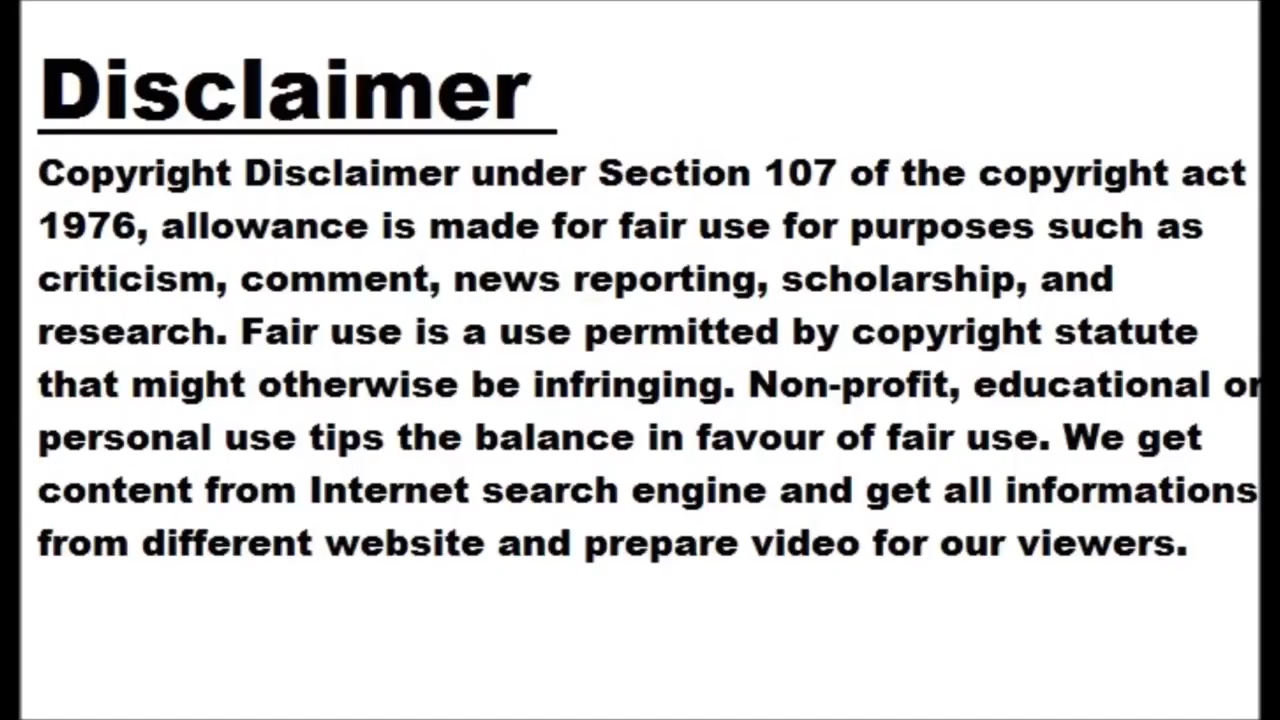 Disclaimer
Copyright Disclaimer under Section 107 of the copyright act
1976, allowance is made for fair use for purposes such as
criticism, comment, news reporting, scholarship, and
research. Fair use is a use permitted by copyright statute
that might otherwise be infringing. Non-profit, educational or
personal use tips the balance in favour of fair use. We get
content from Internet search engine and get all informations
from different website and prepare video for our viewers.